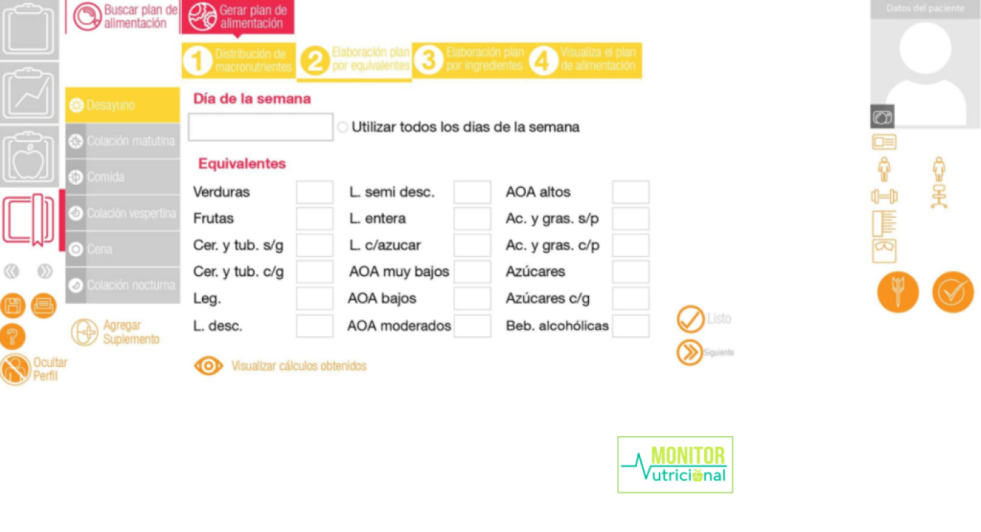 Buscar plan de
alimentación
Gerar plan de
alimentación
Datos del paciente
1 Distribución de
macronutrientes
2 Elaboración plan
por equivalentes
3 Elaboración plan
por ingredientes
4 Visualiza el plan
de alimentación
Desayuno
Colación matutina
Comida
Colación vespertina
Cena
Colación nocturna
Agregar
Suplemento
Ocultar
Perfil
Día de la semana
Utilizar todos los dias de la semana
Equivalentes
Verduras
L. semi desc.
AOA altos
Frutas
L. entera
Ac. y gras. s/p
Cer. y tub. s/g
L. c/azucar
Ac. y gras. c/p
Cer. y tub. c/g
AOA muy bajos
Azúcares
Leg.
AOA bajos
Azúcares c/g
L. desc.
AOA moderados
Beb. alcohólicas
Listo
Siguiente
Visualizar cálculos obtenidos
?
MONITOR
Nutricional